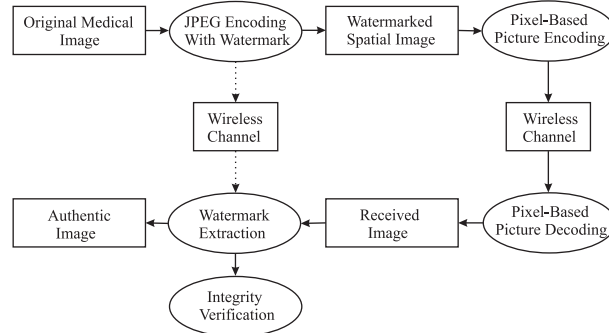 Original Medical
Image
JPEG Encoding
With Watermark
Watermarked
Spatial Image
Pixel-Based
Picture Encoding
Wireless
Channel
Wireless
Channel
Authentic
Image
Watermark
Extraction
Received
Image
Pixel-Based
Picture Decoding
Integrity
Verification